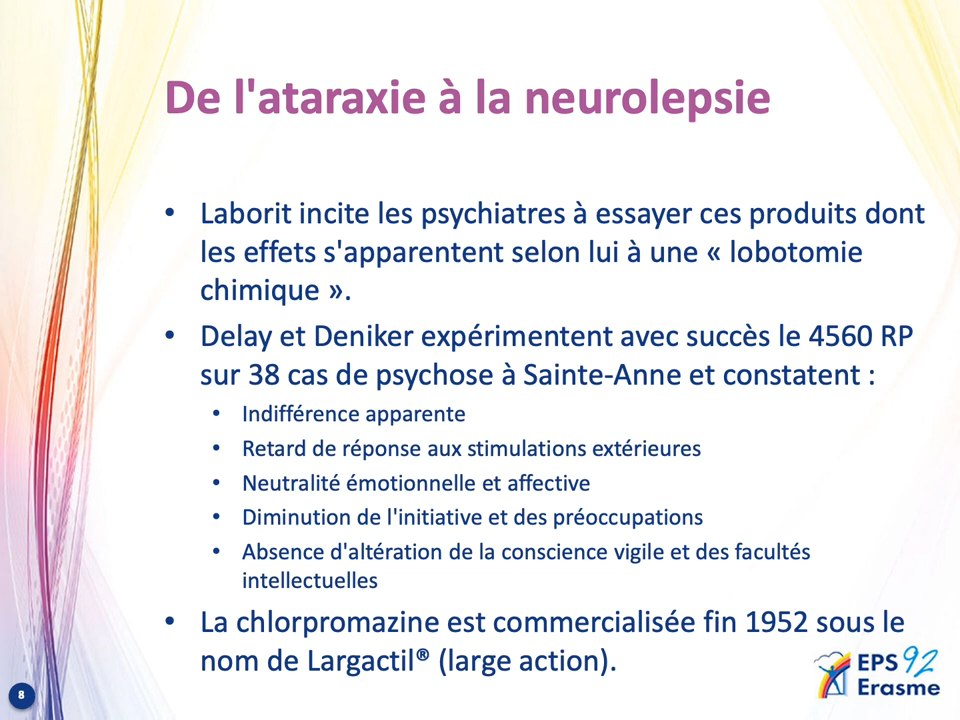 De l'ataraxie à la neurolepsie
• Laborit incite les psychiatres à essayer ces produits dont
les effets s'apparentent selon lui à une « lobotomie
chimique ».
• Delay et Deniker expérimentent avec succès le 4560 RP
sur 38 cas de psychose à Sainte-Anne et constatent :
• Indifférence apparente
• Retard de réponse aux stimulations extérieures
• Neutralité émotionnelle et affective
• Diminution de l'initiative et des préoccupations
• Absence d'altération de la conscience vigile et des facultés
intellectuelles
• La chlorpromazine est commercialisée fin 1952 sous le
nom de Largactil® (large action).
EPS 92
Erasme
8